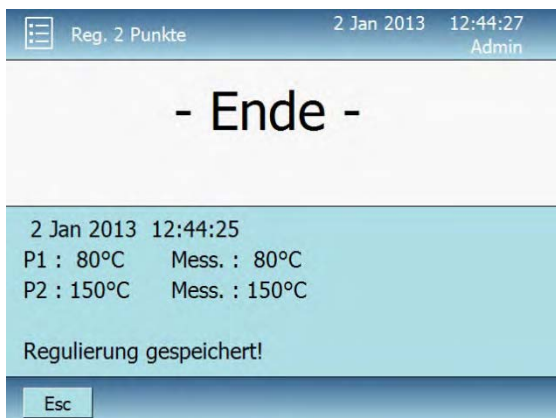 Reg. 2 Punkte 2 Jan 2013 12:44:27
Admin
- Ende -
2 Jan 2013 12:44:25
P1 : 80°C Mess. : 80°C
P2 : 150°C Mess. : 150°C
Regulierung gespeichert!
Esc